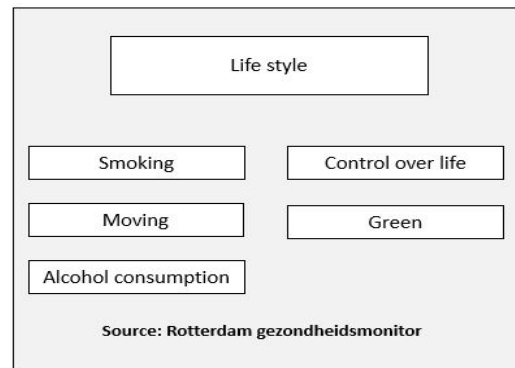 Life style
Smoking
Control over life
Moving
Green
Alcohol consumption
Source: Rotterdam gezondheidsmonitor